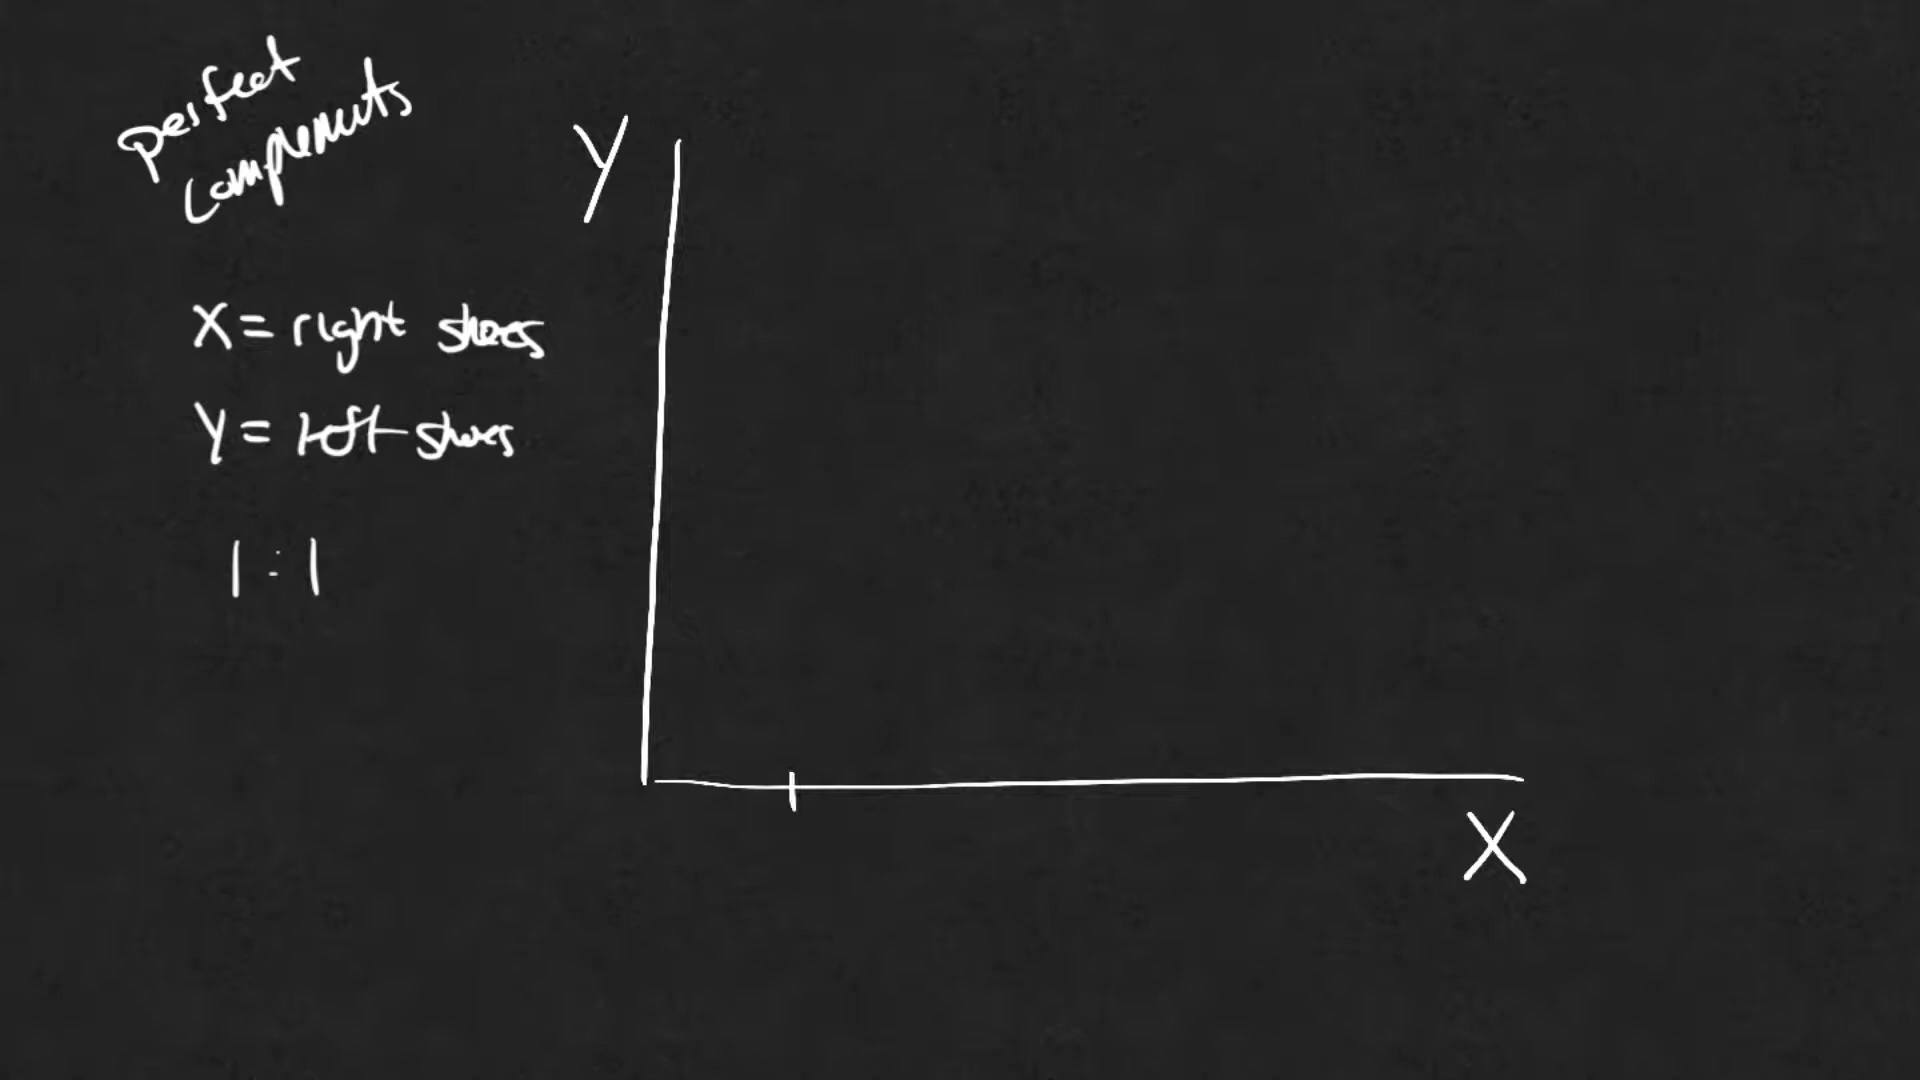 perfect
complements
X = right shoes
Y = left shoes
1 : 1
Y
X